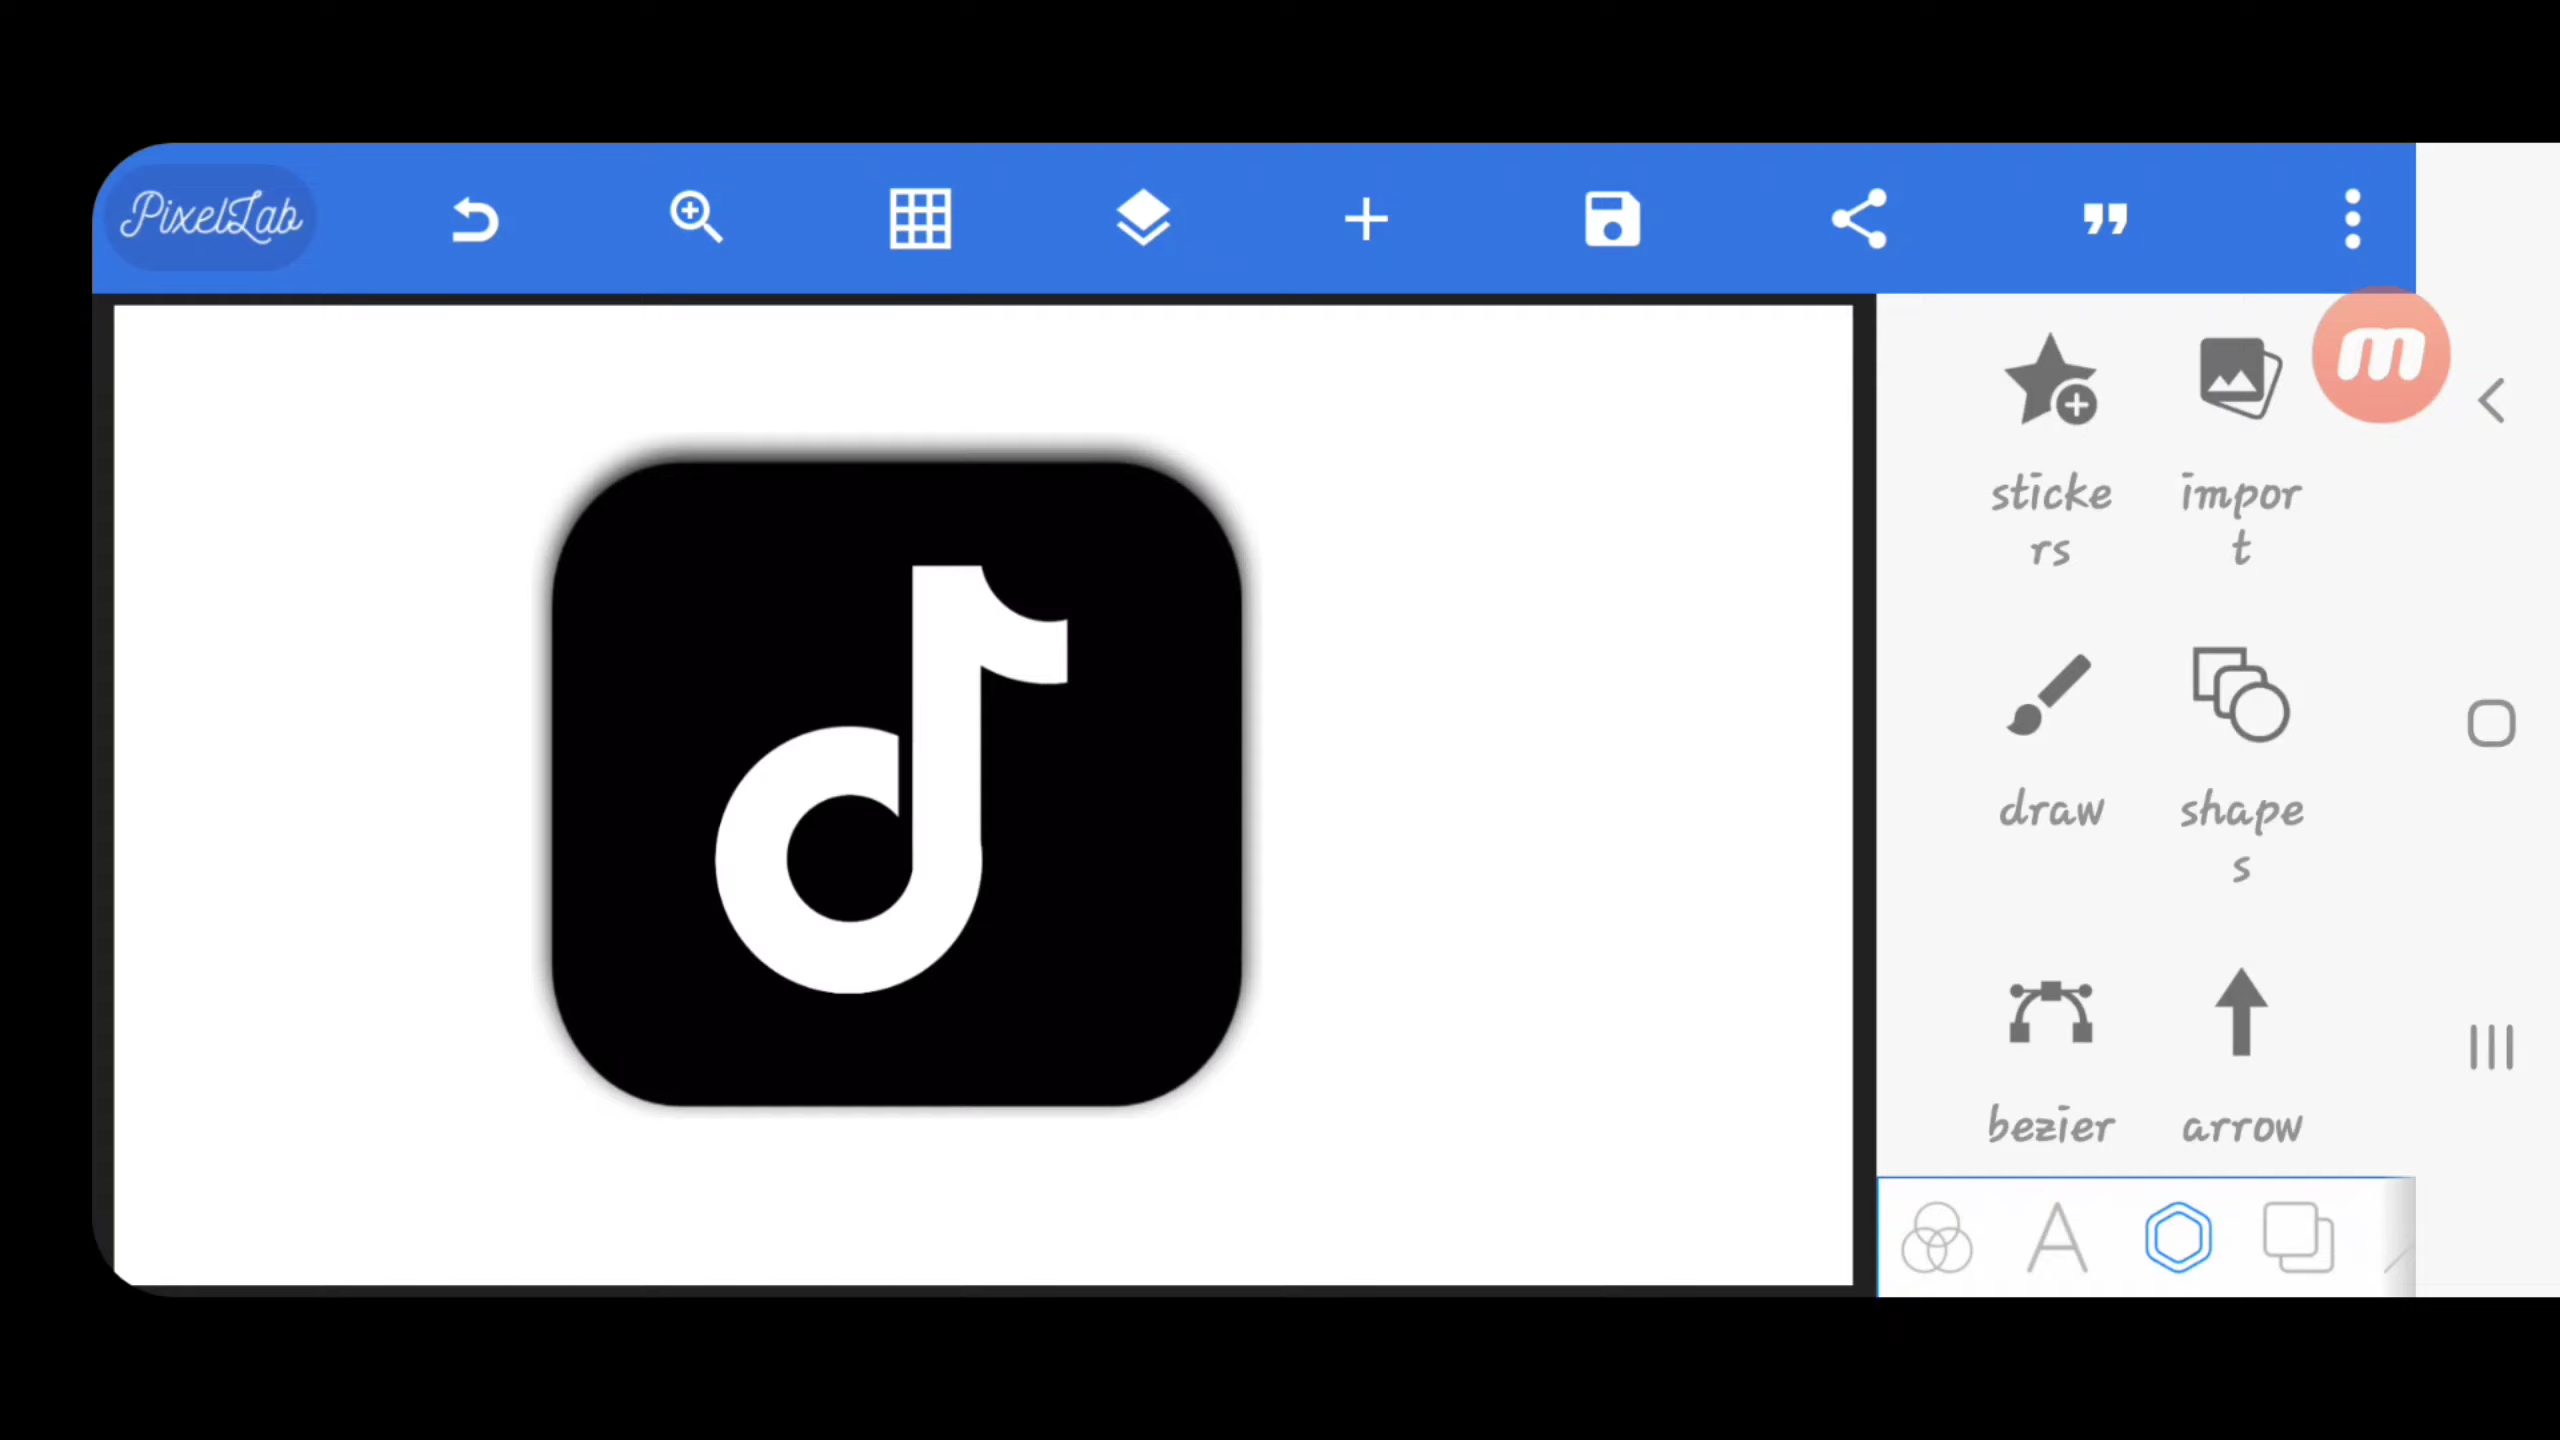 PixelLab
sticke
rs
impor
t
draw
shape
s
bezier
arrow